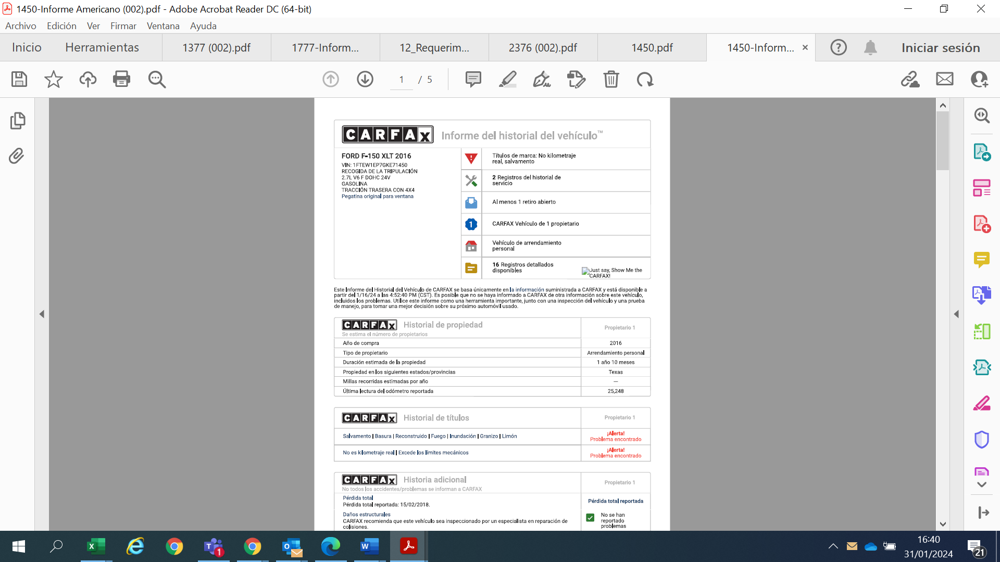 1450-Informe Americano (002).pdf - Adobe Acrobat Reader DC (64-bit)
Archivo Edición Ver Firmar Ventana Ayuda
Inicio Herramientas 1377 (002).pdf 1777-Inform... 12_Requerim... 2376 (002).pdf 1450.pdf 1450-Inform... × Iniciar sesión
1 / 5
CARFAX Informe del historial del vehículo™
FORD F-150 XLT 2016
VIN: 1FTEW1EP7GKE71450
RECOGIDA DE LA TRIPULACIÓN
2.7L V6 F DOHC 24V
GASOLINA
TRACCIÓN TRASERA CON 4X4
Pegatina original para ventana
Títulos de marca: No kilometraje
real, salvamento
2 Registros del historial de
servicio
Al menos 1 retiro abierto
1
CARFAX Vehículo de 1 propietario
Vehículo de arrendamiento
personal
16 Registros detallados
disponibles
Just say, Show Me the
CARFAX!
Este Informe del Historial del Vehículo de CARFAX se basa únicamente en la información suministrada a CARFAX y está disponible a
partir del 1/16/24 a las 4:52:40 PM (CST). Es posible que no se haya informado a CARFAX de otra información sobre este vehículo,
incluidos los problemas. Utilice este informe como una herramienta importante, junto con una inspección del vehículo y una prueba
de manejo, para tomar una mejor decisión sobre su próximo automóvil usado.
CARFAX Historial de propiedad Propietario 1
Se estima el número de propietarios
Año de compra 2016
Tipo de propietario Arrendamiento personal
Duración estimada de la propiedad 1 año 10 meses
Propiedad en los siguientes estados/provincias Texas
Millas recorridas estimadas por año —
Última lectura del odómetro reportada 25,248
CARFAX Historial de títulos Propietario 1
Salvamento | Basura | Reconstruido | Fuego | Inundación | Granizo | Limón
¡Alerta!
Problema encontrado
No es kilometraje real | Excede los límites mecánicos
¡Alerta!
Problema encontrado
CARFAX Historia adicional Propietario 1
No todos los accidentes/problemas se informan a CARFAX
Pérdida total
Pérdida total reportada: 15/02/2018.
Pérdida total reportada
Daños estructurales
CARFAX recomienda que este vehículo sea inspeccionado por un especialista en reparación de
colisiones.
No se han
reportado
problemas
16:40
31/01/2024
1
21